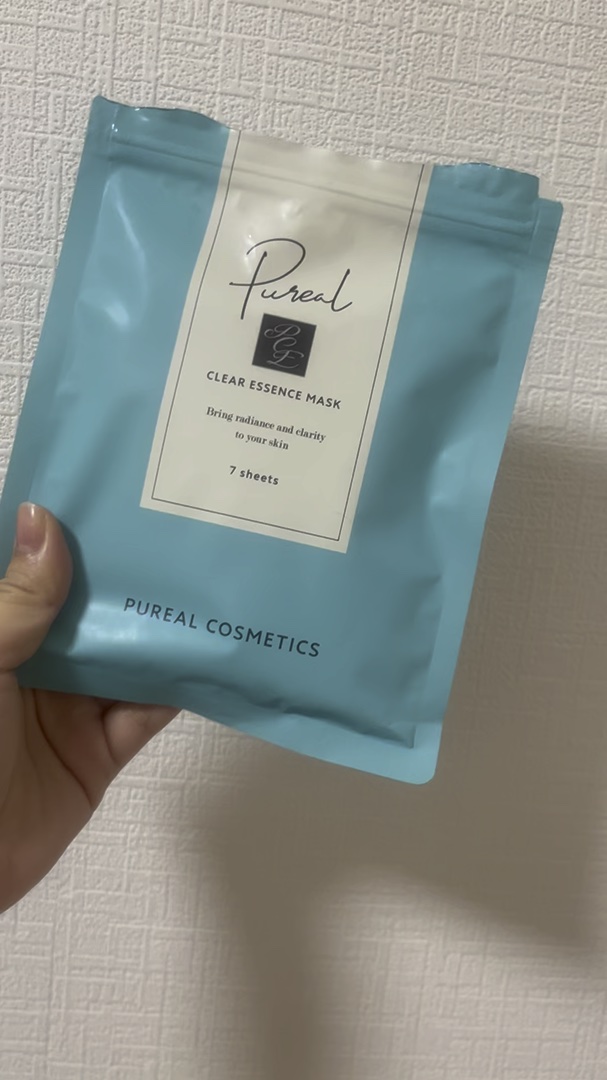 Pureal
PCE
CLEAR ESSENCE MASK
Bring radiance and clarity
to your skin
7 sheets
PUREAL COSMETICS